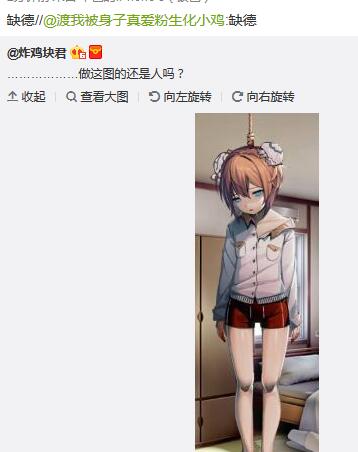 缺德//@渡我被身子真爱粉生化小鸡:缺德
@炸鸡块君
………………做这图的还是人吗？
收起 查看大图 向左旋转 向右旋转